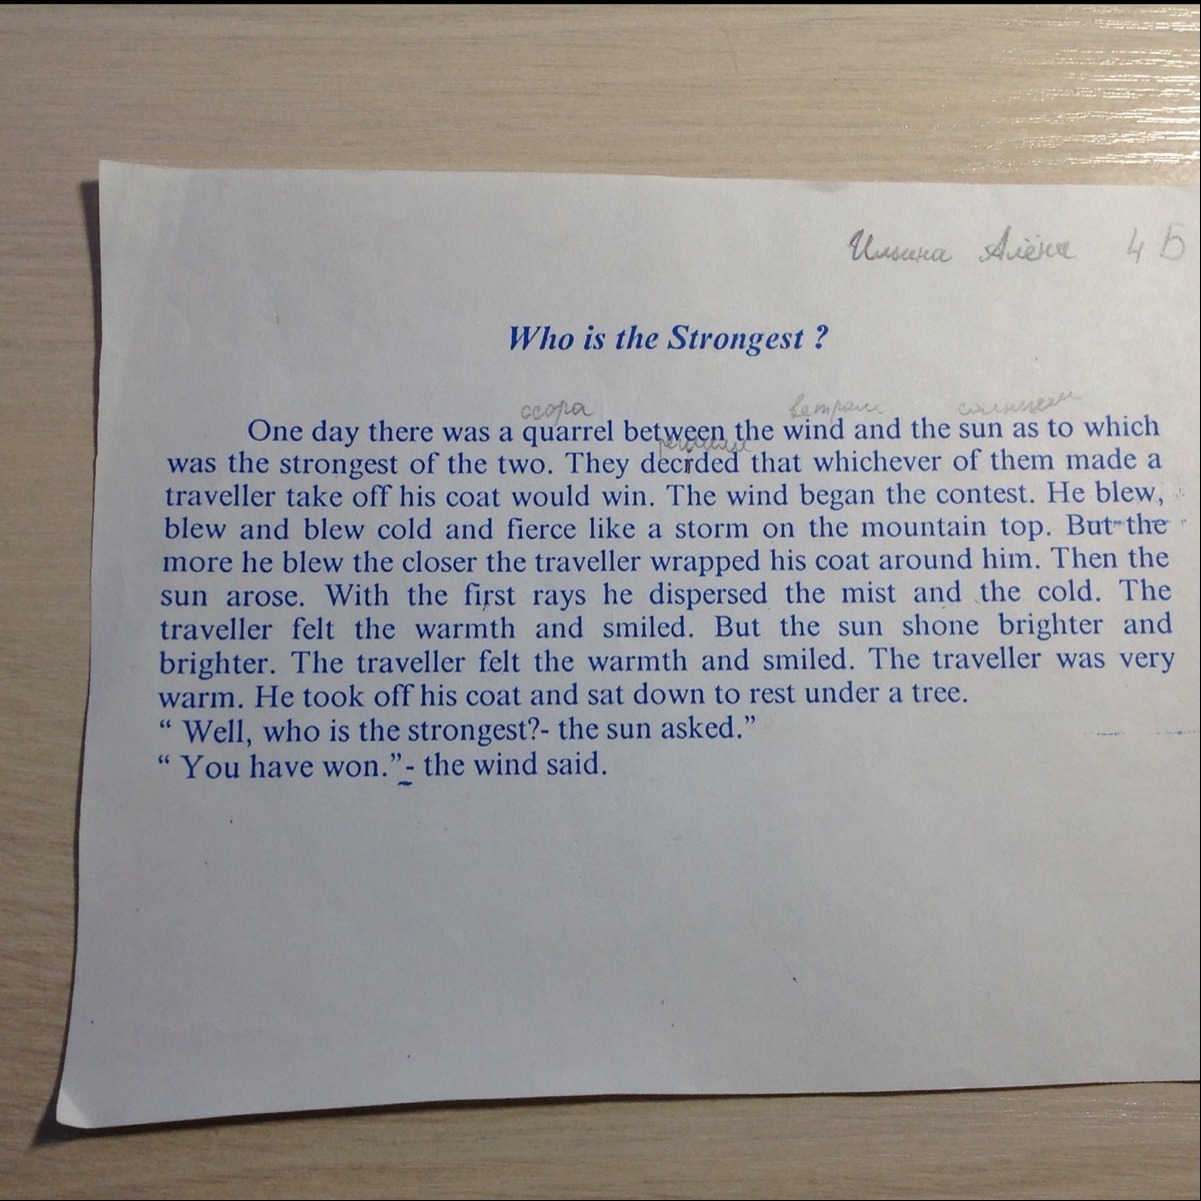 Ильина Алёна 4 Б
Who is the Strongest ?
ссора ветром солнцем
One day there was a quarrel between the wind and the sun as to which
решили
was the strongest of the two. They decrded that whichever of them made a
traveller take off his coat would win. The wind began the contest. He blew,
blew and blew cold and fierce like a storm on the mountain top. But the
more he blew the closer the traveller wrapped his coat around him. Then the
sun arose. With the first rays he dispersed the mist and the cold. The
traveller felt the warmth and smiled. But the sun shone brighter and
brighter. The traveller felt the warmth and smiled. The traveller was very
warm. He took off his coat and sat down to rest under a tree.
“ Well, who is the strongest?- the sun asked.”
“ You have won.”- the wind said.